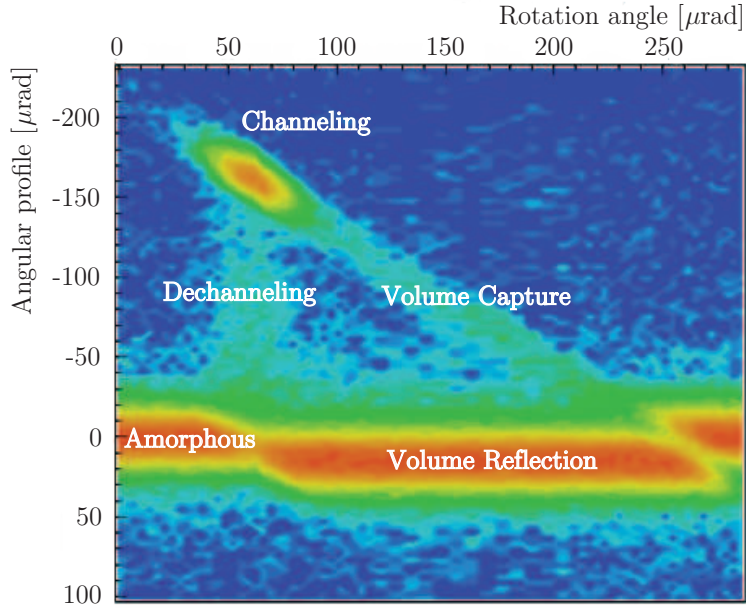 Rotation angle [μrad]
0 50 100 150 200 250
Angular profile [μrad]
-200
-150
-100
-50
0
50
100
Channeling
Dechanneling
Volume Capture
Amorphous
Volume Reflection